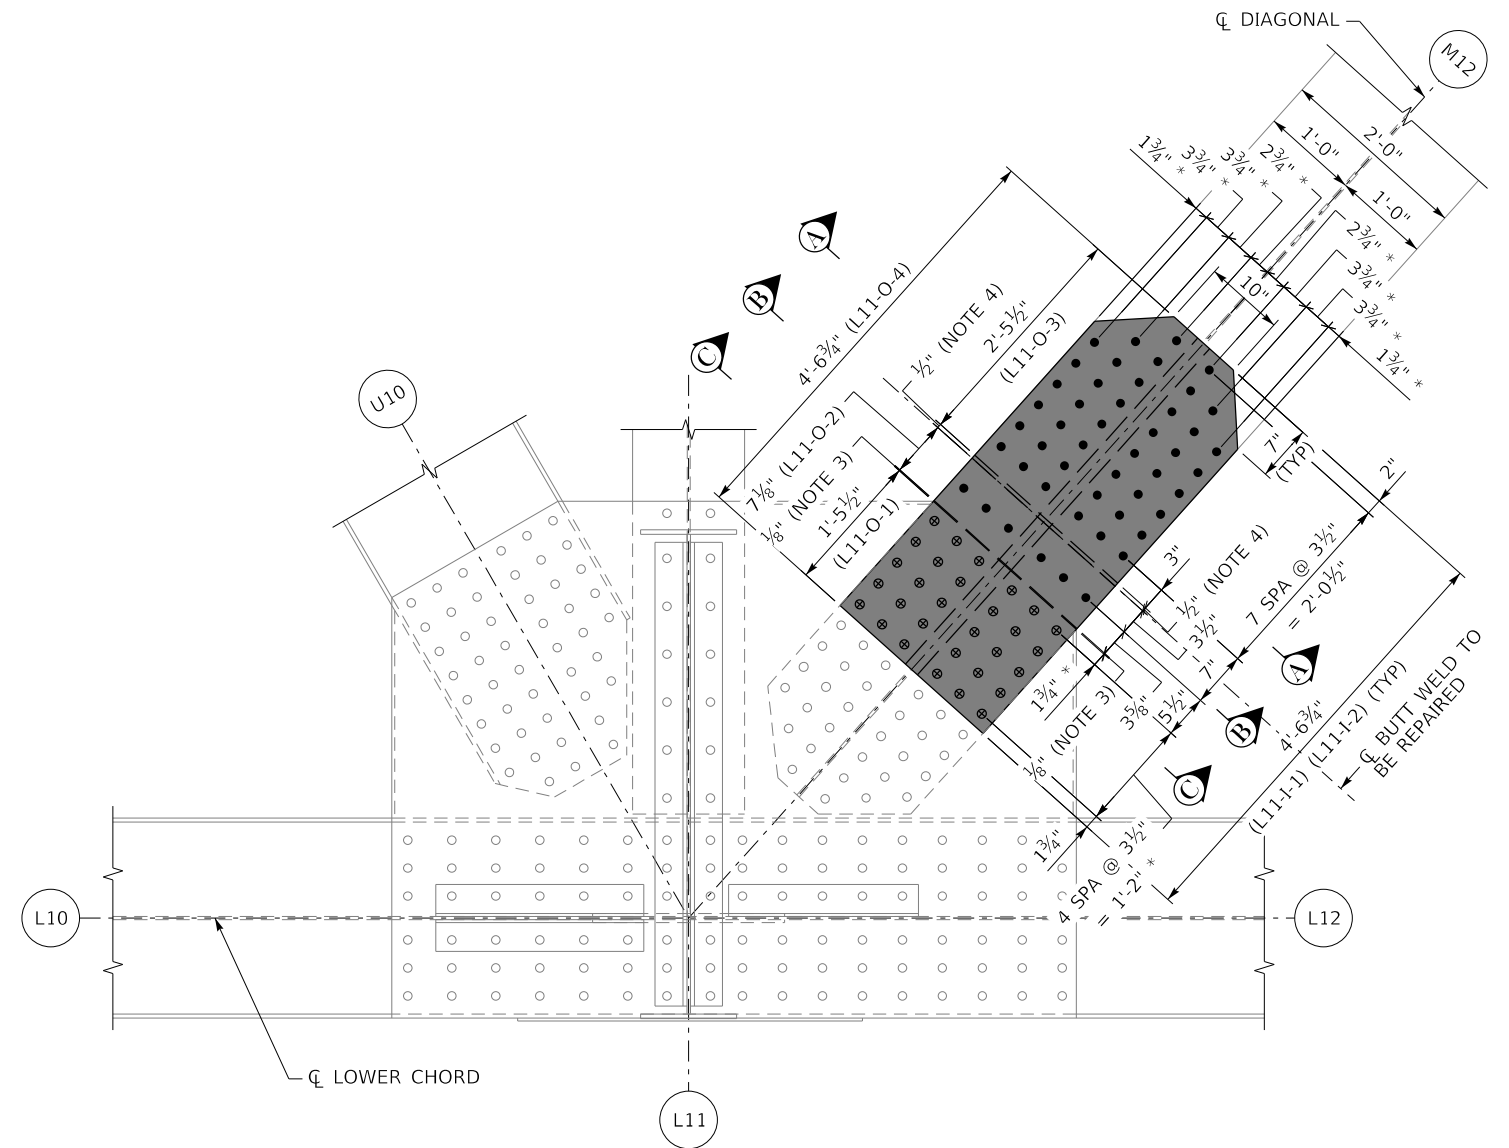 ℄ DIAGONAL
M12
2'-0"
1'-0"
1'-0"
1¾" *
3¾" *
3¾" *
2¾" *
2¾" *
3¾" *
3¾" *
1¾" *
10"
A
B
C
4'-6¾" (L11-O-4)
½" (NOTE 4)
2'-5½"
(L11-O-3)
7⅛" (L11-O-2)
⅛" (NOTE 3)
1'-5½"
(L11-O-1)
U10
7"
(TYP)
2"
3"
½" (NOTE 4)
3½"
7 SPA @ 3½"
= 2'-0½"
7"
5½"
3⅝"
1¾" *
⅛" (NOTE 3)
A
B
C
4'-6¾"
(L11-I-1) (L11-I-2) (TYP)
℄ BUTT WELD TO
BE REPAIRED
1¾"
4 SPA @ 3½"
= 1'-2" *
L10
L12
℄ LOWER CHORD
L11